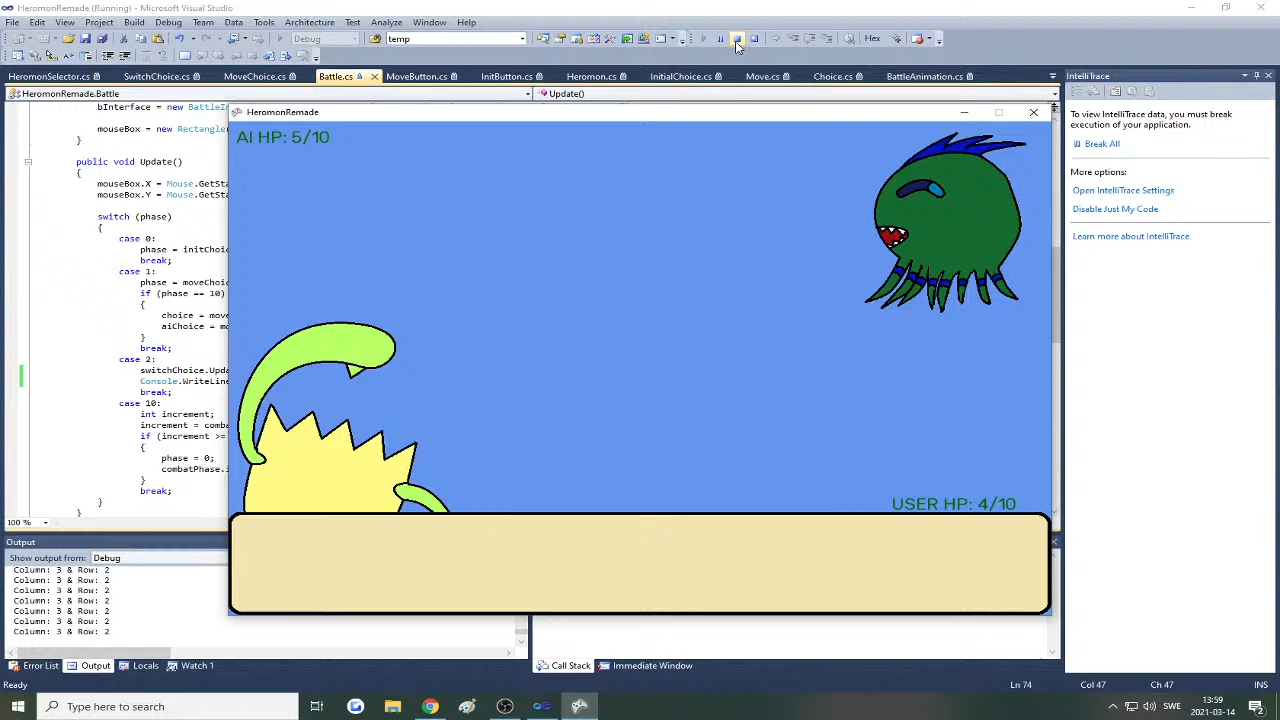 HeromonRemade (Running) - Microsoft Visual Studio
File Edit View Project Build Debug Team Data Tools Architecture Test Analyze Window Help
Debug temp Hex
HeromonSelector.cs SwitchChoice.cs MoveChoice.cs Battle.cs MoveButton.cs InitButton.cs Heromon.cs InitialChoice.cs Move.cs Choice.cs BattleAnimation.cs
IntelliTrace
HeromonRemade.Battle Update()
bInterface = new BattleIn
HeromonRemade
To view IntelliTrace data, you must break
execution of your application.
mouseBox = new Rectangle
AI HP: 5/10
}
Break All
public void Update()
{
More options:
mouseBox.X = Mouse.GetSta
Open IntelliTrace Settings
mouseBox.Y = Mouse.GetSta
Disable Just My Code
switch (phase)
{
Learn more about IntelliTrace
case 0:
phase = initChoic
break;
case 1:
phase = moveChoic
if (phase == 10)
{
choice = mov
aiChoice = m
}
break;
case 2:
switchChoice.Upda
Console.WriteLine
break;
case 10:
int increment;
increment = comba
if (increment >=
{
phase = 0;
combatPhase.i
}
break;
}
USER HP: 4/10
}
100 %
Output
Show output from: Debug
Column: 3 & Row: 2
Column: 3 & Row: 2
Column: 3 & Row: 2
Column: 3 & Row: 2
Column: 3 & Row: 2
Column: 3 & Row: 2
Column: 3 & Row: 2
Error List Output Locals Watch 1 Call Stack Immediate Window
Ready Ln 74 Col 47 Ch 47 INS
Type here to search
SWE
13:59
2021-03-14
2